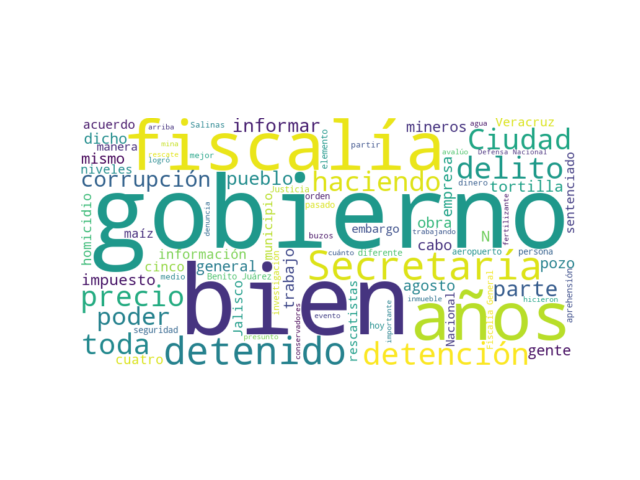 acuerdo
arriba
Salinas
informar
mineros
agua
Veracruz
fiscalía
dicho
manera
mina
elemento
Ciudad
mismo
rescate
logró
mejor
partir
avalúo
Defensa Nacional
niveles
corrupción
pueblo
Justicia
haciendo
empresa
delito
dinero
tortilla
sentenciado
orden
pasado
obra
trabajando
fertilizante
gobierno
homicidio
maíz
denuncia
municipio
buzos
embargo
cabo
N
información
cuánto
diferente
aeropuerto
persona
impuesto
cinco
general
investigación
trabajo
Secretaría
pozo
medio
Benito Juárez
agosto
parte
inmueble
hicieron
aprehensión
precio
bien
años
Jalisco
conservadores
evento
rescatistas
hoy
importante
Nacional
Fiscalía General
poder
seguridad
toda
detenido
presunto
detención
gente
cuatro